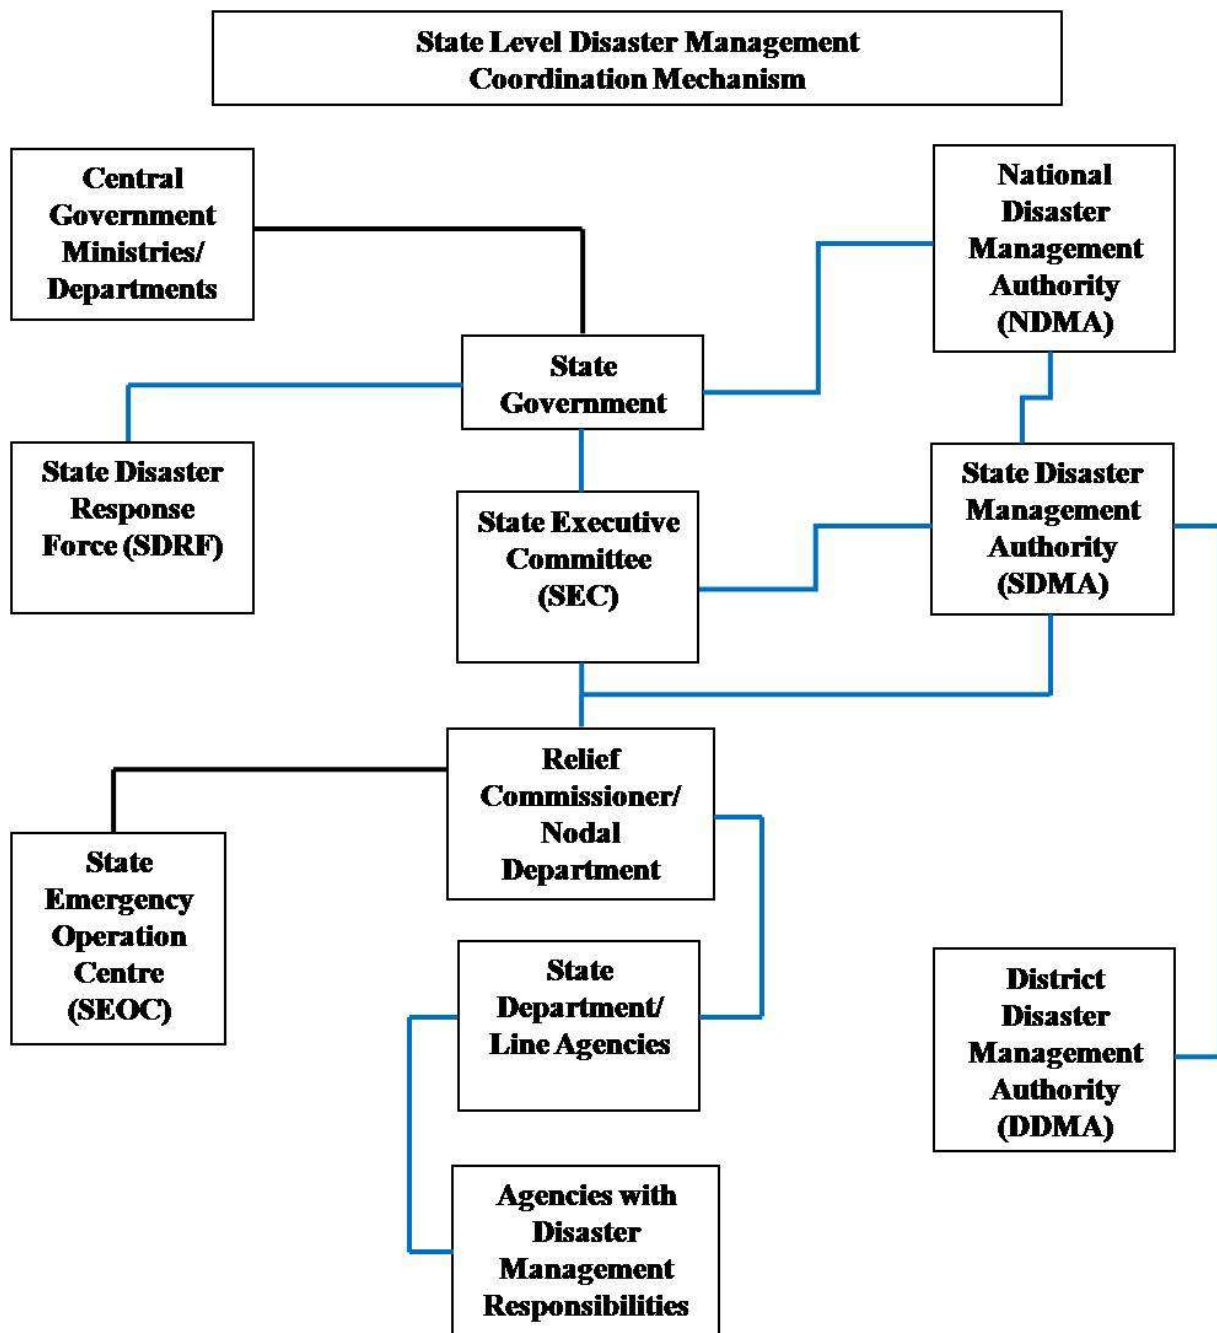 State Level Disaster Management
Coordination Mechanism
Central
Government
Ministries/
Departments
National
Disaster
Management
Authority
(NDMA)
State
Government
State Disaster
Response
Force (SDRF)
State Executive
Committee
(SEC)
State Disaster
Management
Authority
(SDMA)
Relief
Commissioner/
Nodal
Department
State
Emergency
Operation
Centre
(SEOC)
State
Department/
Line Agencies
District
Disaster
Management
Authority
(DDMA)
Agencies with
Disaster
Management
Responsibilities